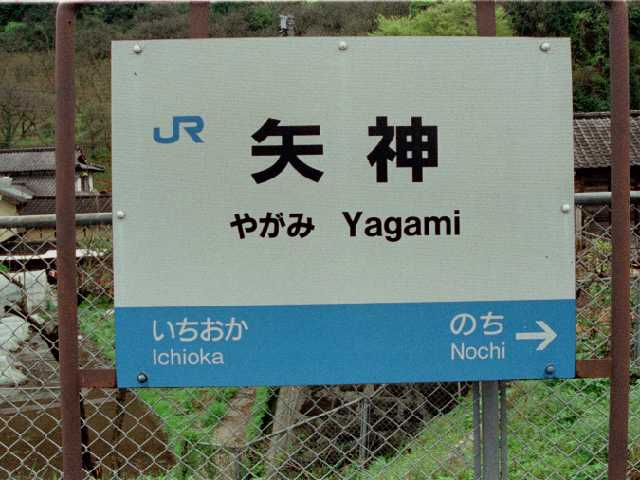 JR
矢神
やがみ Yagami
いちおか
Ichioka
のち →
Nochi